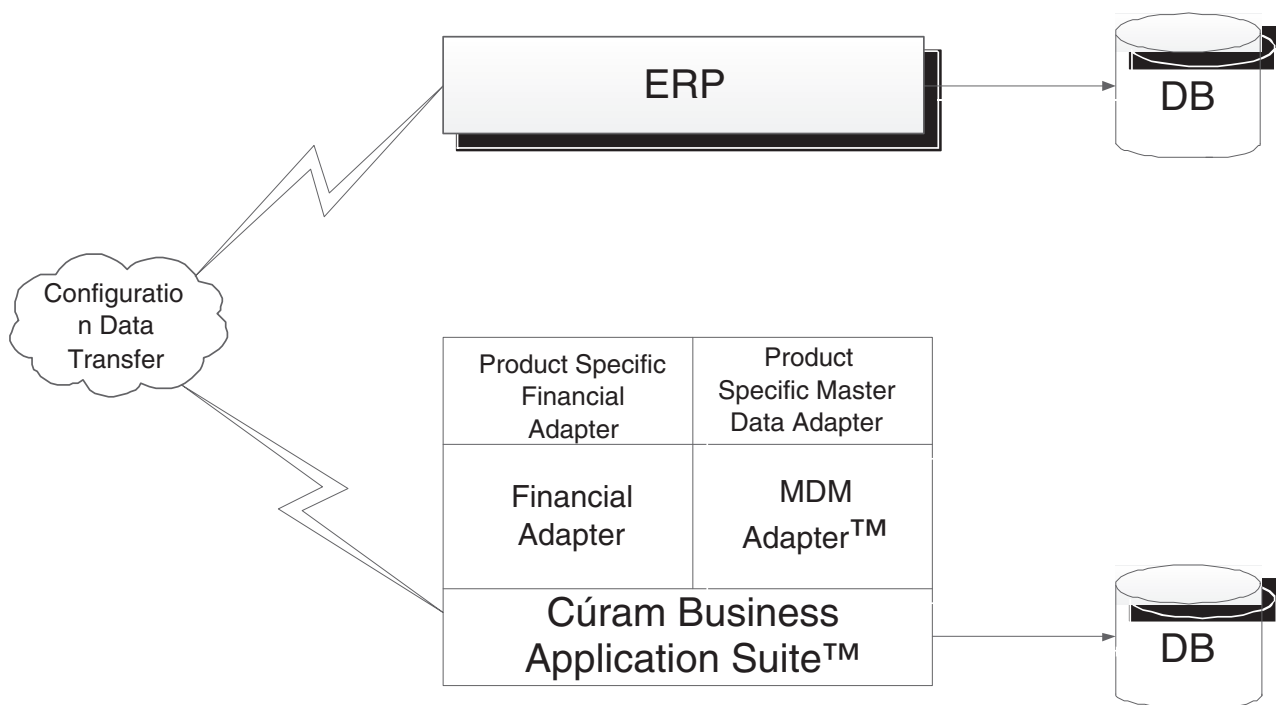 ERP
DB
Configuratio
n Data
Transfer
Product Specific
Financial
Adapter
Product
Specific Master
Data Adapter
Financial
Adapter
MDM
Adapter™
Cúram Business
Application Suite™
DB